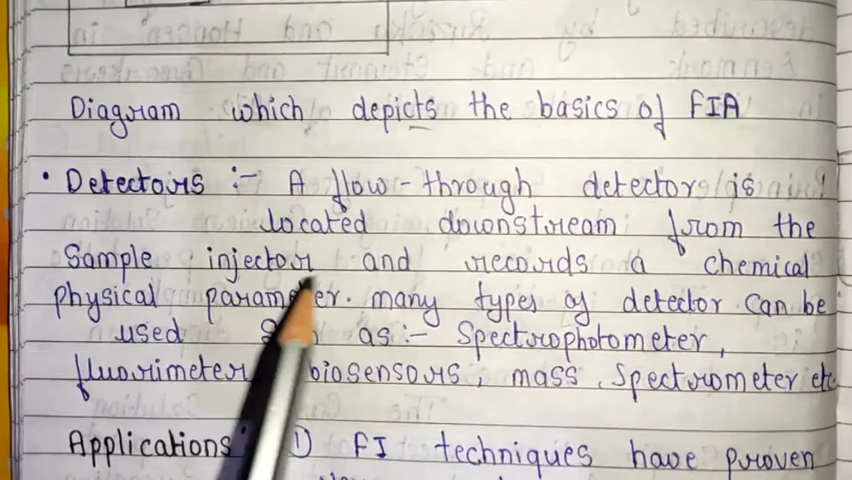 Diagram which depicts the basics of FIA
• Detectors :- A flow-through detector is
located downstream from the
Sample injector and records a chemical
physical parameter. many types of detector can be
used as :- Spectrophotometer,
fluorimeter biosensors, mass, Spectrometer etc
Applications: 1) FI techniques have proven